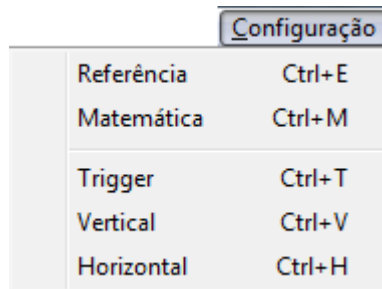 Configuração
Referência Ctrl+E
Matemática Ctrl+M
Trigger Ctrl+T
Vertical Ctrl+V
Horizontal Ctrl+H